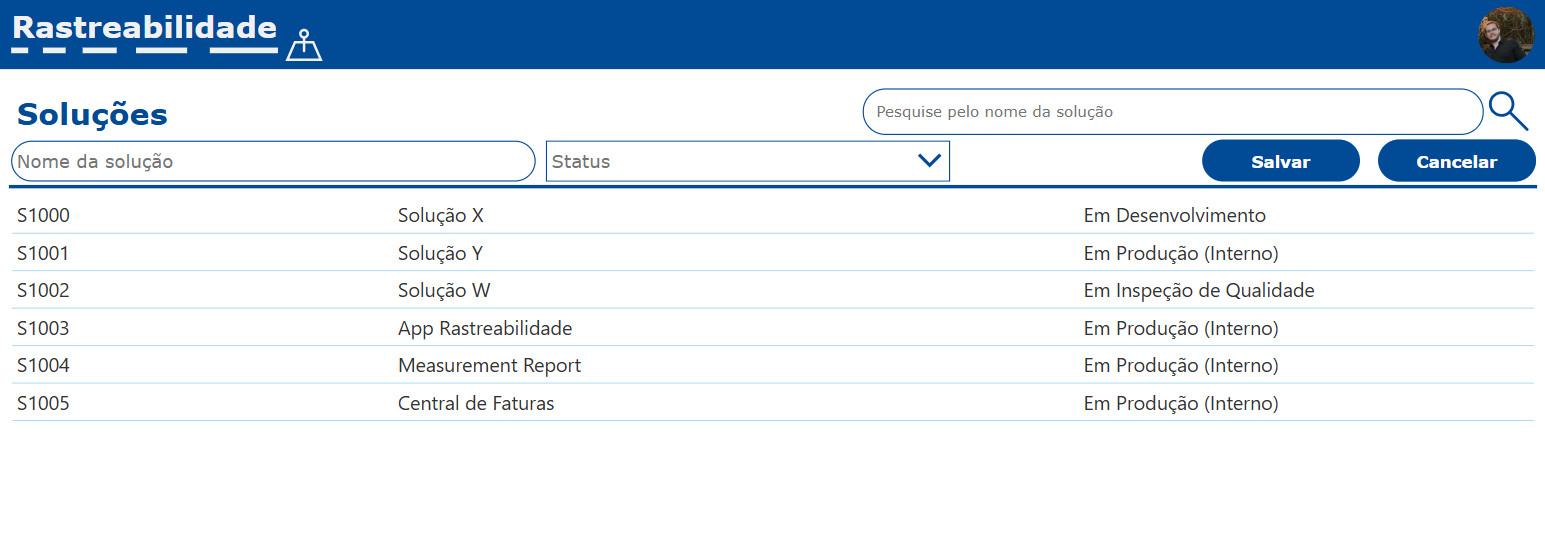 Rastreabilidade
Soluções
Pesquise pelo nome da solução
Nome da solução
Status
Salvar
Cancelar
S1000 Solução X Em Desenvolvimento
S1001 Solução Y Em Produção (Interno)
S1002 Solução W Em Inspeção de Qualidade
S1003 App Rastreabilidade Em Produção (Interno)
S1004 Measurement Report Em Produção (Interno)
S1005 Central de Faturas Em Produção (Interno)